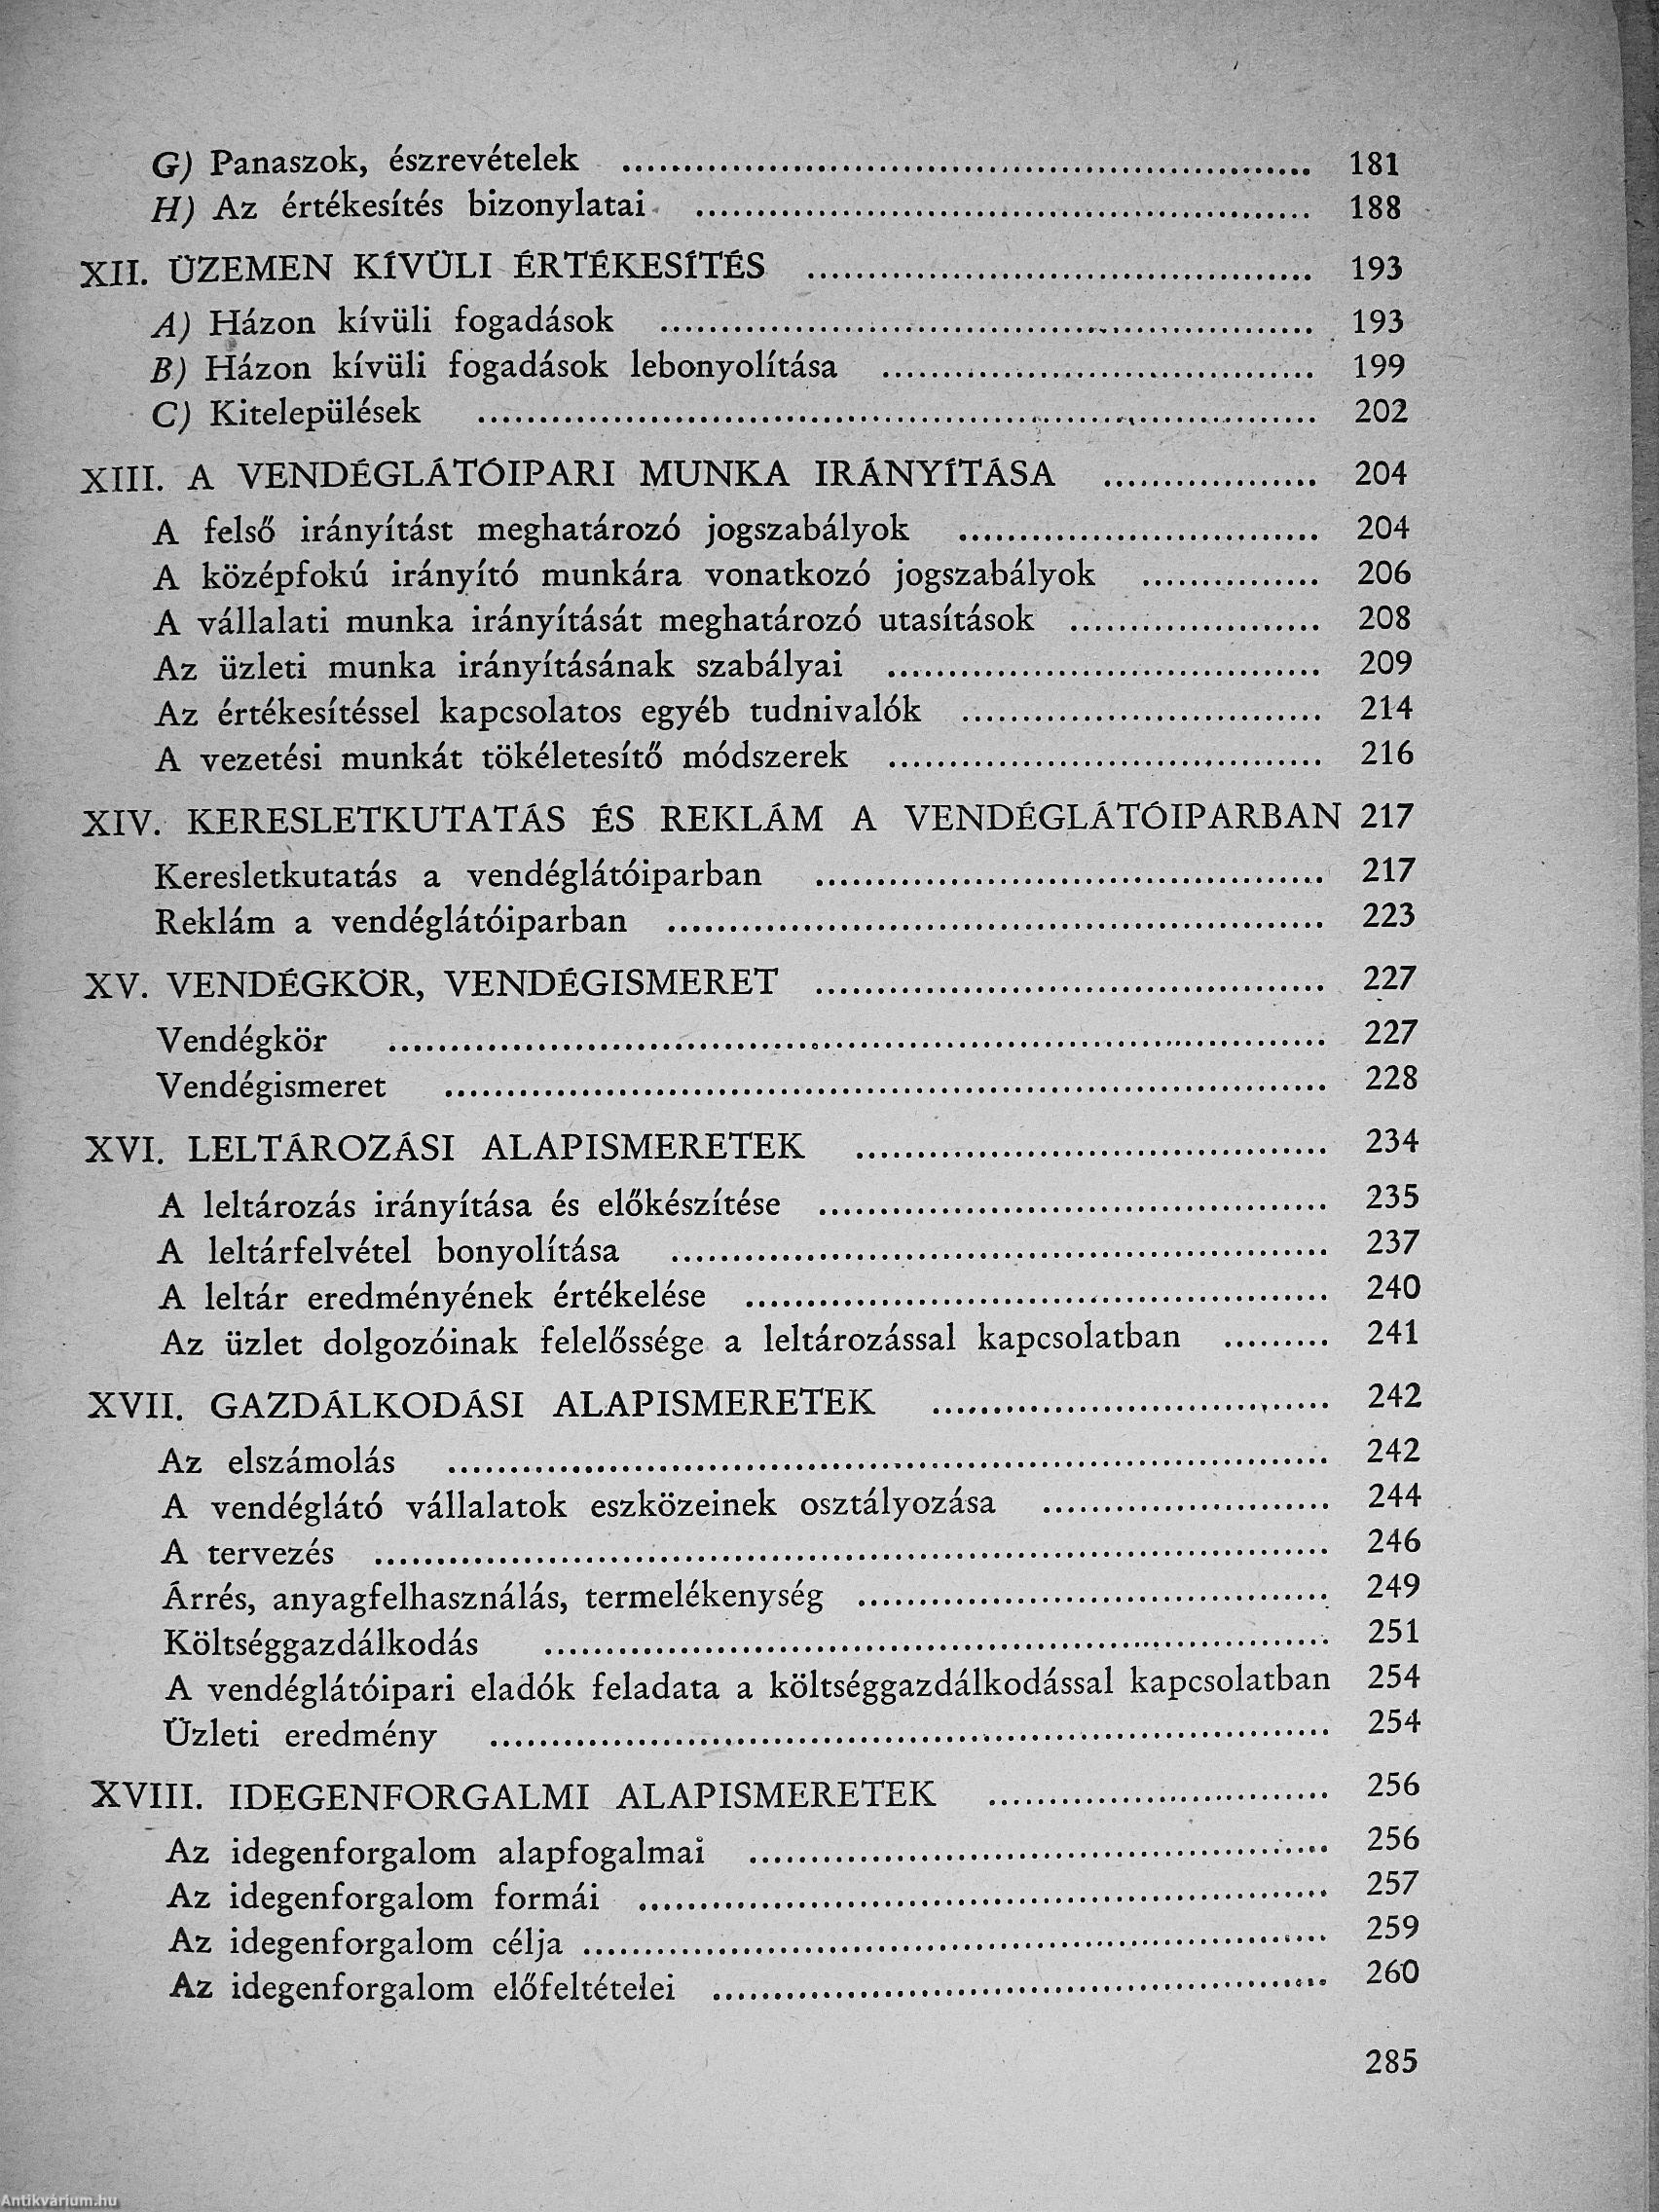 G) Panaszok, észrevételek ........ 181
H) Az értékesítés bizonylatai ........ 188
XII. ÜZEMEN KÍVÜLI ÉRTÉKESÍTÉS ........ 193
A) Házon kívüli fogadások ........ 193
B) Házon kívüli fogadások lebonyolítása ........ 199
C) Kitelepülések ........ 202
XIII. A VENDÉGLÁTÓIPARI MUNKA IRÁNYÍTÁSA ........ 204
A felső irányítást meghatározó jogszabályok ........ 204
A középfokú irányító munkára vonatkozó jogszabályok ........ 206
A vállalati munka irányítását meghatározó utasítások ........ 208
Az üzleti munka irányításának szabályai ........ 209
Az értékesítéssel kapcsolatos egyéb tudnivalók ........ 214
A vezetési munkát tökéletesítő módszerek ........ 216
XIV. KERESLETKUTATÁS ÉS REKLÁM A VENDÉGLÁTÓIPARBAN 217
Keresletkutatás a vendéglátóiparban ........ 217
Reklám a vendéglátóiparban ........ 223
XV. VENDÉGKÖR, VENDÉGISMERET ........ 227
Vendégkör ........ 227
Vendégismeret ........ 228
XVI. LELTÁROZÁSI ALAPISMERETEK ........ 234
A leltározás irányítása és előkészítése ........ 235
A leltárfelvétel bonyolítása ........ 237
A leltár eredményének értékelése ........ 240
Az üzlet dolgozóinak felelőssége a leltározással kapcsolatban ........ 241
XVII. GAZDÁLKODÁSI ALAPISMERETEK ........ 242
Az elszámolás ........ 242
A vendéglátó vállalatok eszközeinek osztályozása ........ 244
A tervezés ........ 246
Árrés, anyagfelhasználás, termelékenység ........ 249
Költséggazdálkodás ........ 251
A vendéglátóipari eladók feladata a költséggazdálkodással kapcsolatban 254
Üzleti eredmény ........ 254
XVIII. IDEGENFORGALMI ALAPISMERETEK ........ 256
Az idegenforgalom alapfogalmai ........ 256
Az idegenforgalom formái ........ 257
Az idegenforgalom célja ........ 259
Az idegenforgalom előfeltételei ........ 260
285
Antikvárium.hu